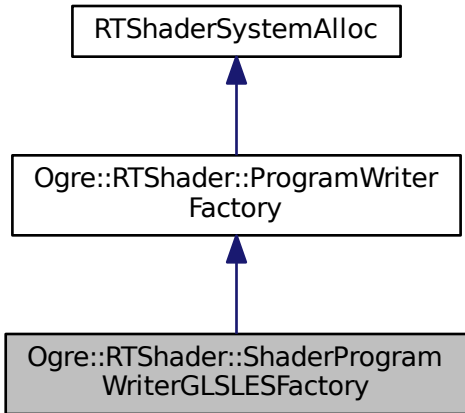 RTShaderSystemAlloc
Ogre::RTShader::ProgramWriter
Factory
Ogre::RTShader::ShaderProgram
WriterGLSLESFactory